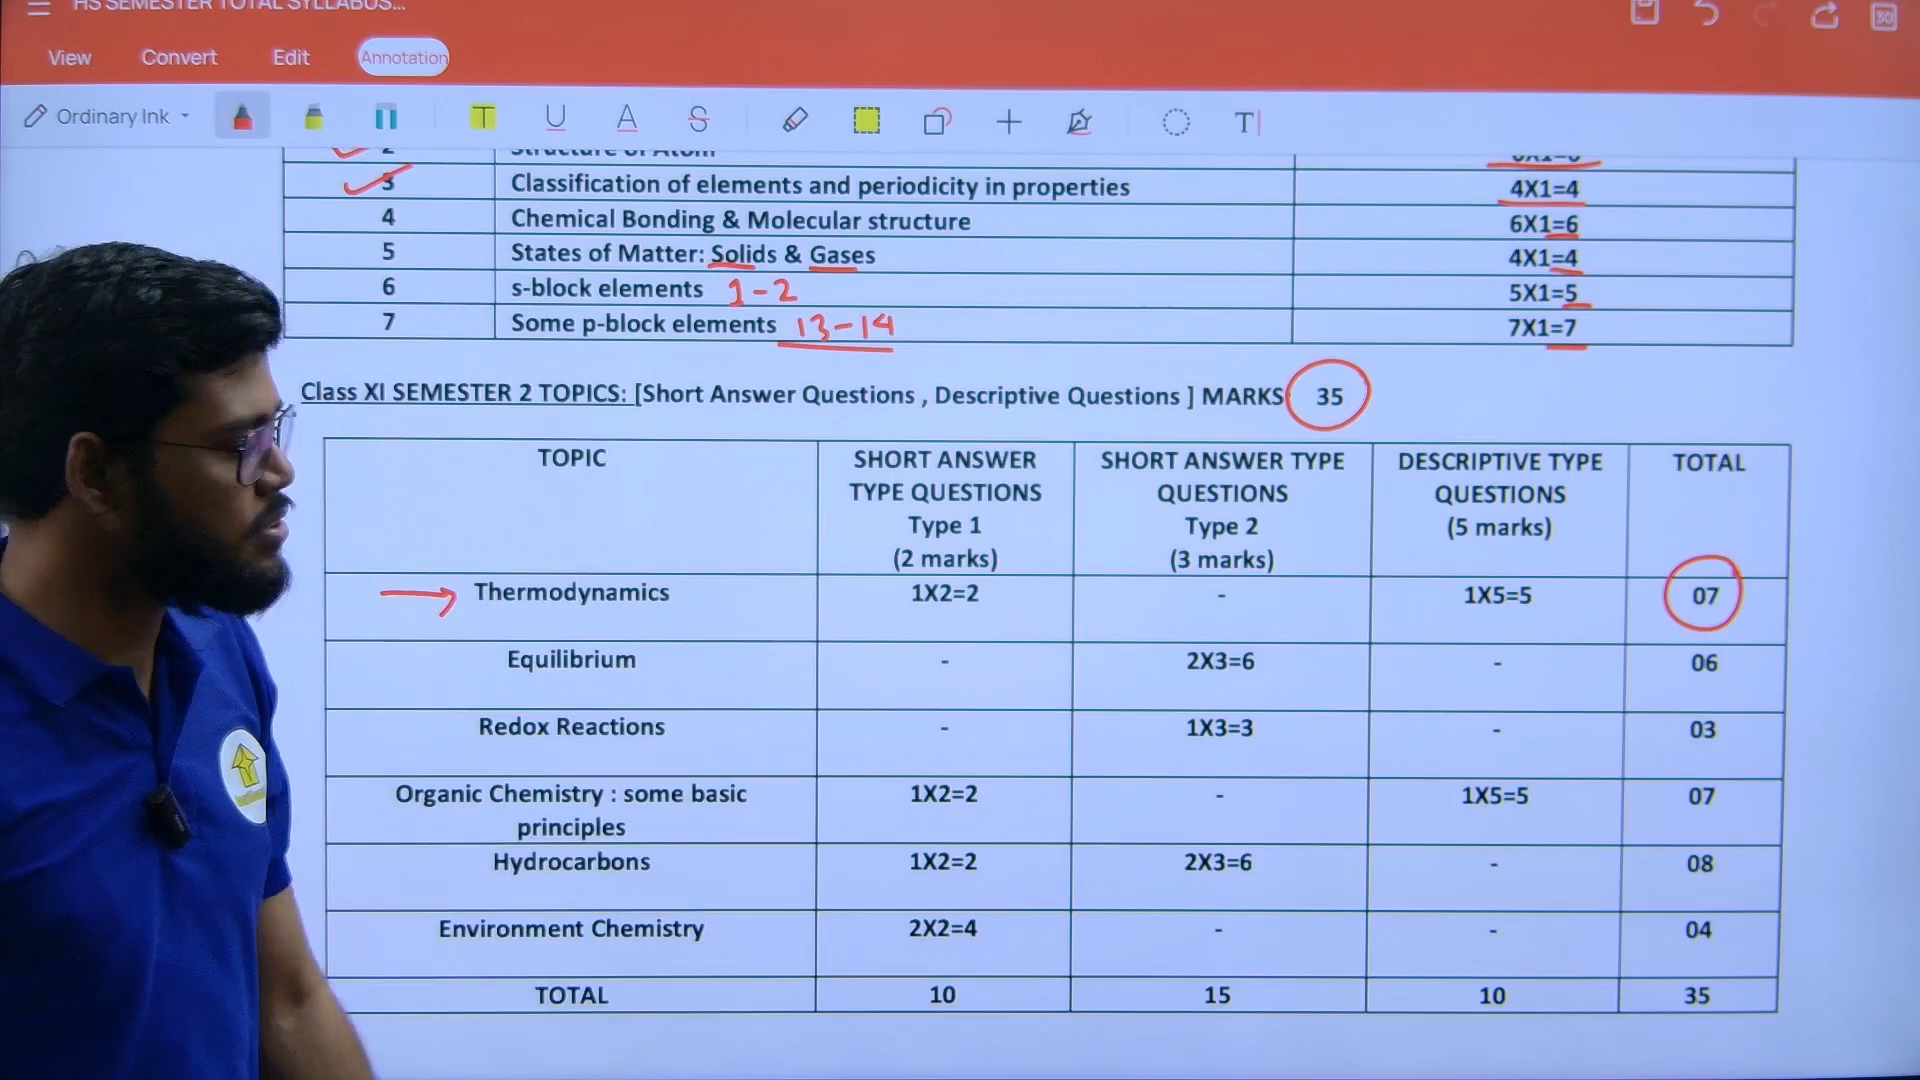 HS SEMESTER TOTAL SYLLABUS...
View Convert Edit Annotation
Ordinary Ink
2 Structure of Atom 6X1=6
3 Classification of elements and periodicity in properties 4X1=4
4 Chemical Bonding & Molecular structure 6X1=6
5 States of Matter: Solids & Gases 4X1=4
6 s-block elements 1-2 5X1=5
7 Some p-block elements 13-14 7X1=7
Class XI SEMESTER 2 TOPICS: [Short Answer Questions , Descriptive Questions ] MARKS 35
TOPIC SHORT ANSWER SHORT ANSWER TYPE DESCRIPTIVE TYPE TOTAL
TYPE QUESTIONS QUESTIONS QUESTIONS
Type 1 Type 2 (5 marks)
(2 marks) (3 marks)
Thermodynamics 1X2=2 - 1X5=5 07
Equilibrium - 2X3=6 - 06
Redox Reactions - 1X3=3 - 03
Organic Chemistry : some basic 1X2=2 - 1X5=5 07
principles
Hydrocarbons 1X2=2 2X3=6 - 08
Environment Chemistry 2X2=4 - - 04
TOTAL 10 15 10 35